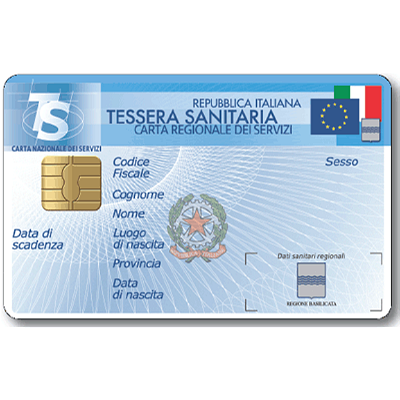 TS
CARTA NAZIONALE DEI SERVIZI
REPUBBLICA ITALIANA
TESSERA SANITARIA
CARTA REGIONALE DEI SERVIZI
Codice
Fiscale
Sesso
Cognome
Nome
Data di
scadenza
Luogo
di nascita
Provincia
Data
di nascita
Dati sanitari regionali
REGIONE BASILICATA